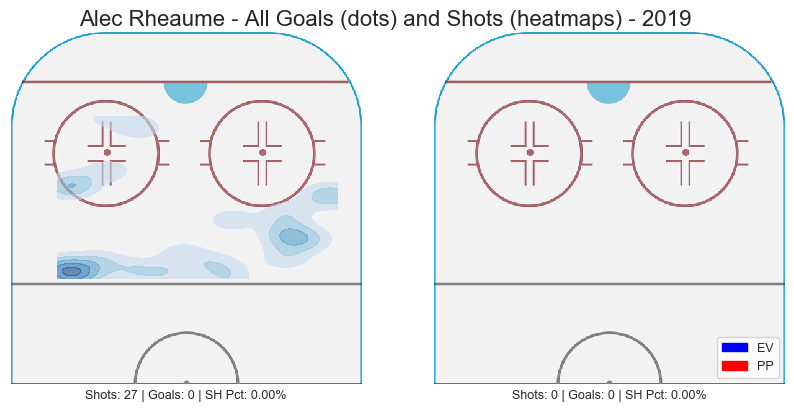 Alec Rheaume - All Goals (dots) and Shots (heatmaps) - 2019
EV
PP
Shots: 27 | Goals: 0 | SH Pct: 0.00%
Shots: 0 | Goals: 0 | SH Pct: 0.00%